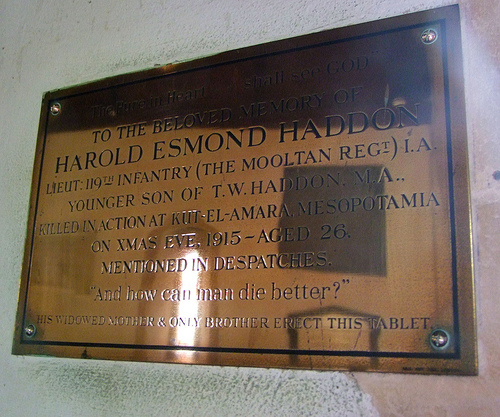 The Pure in Heart . . . shall see GOD
TO THE BELOVED MEMORY OF
HAROLD ESMOND HADDON
LIEUT: 119TH INFANTRY (THE MOOLTAN REGT) I.A.
YOUNGER SON OF T.W. HADDON, M.A.,
KILLED IN ACTION AT KUT-EL-AMARA, MESOPOTAMIA
ON XMAS EVE, 1915 – AGED 26.
MENTIONED IN DESPATCHES.
"And how can man die better?"
HIS WIDOWED MOTHER & ONLY BROTHER ERECT THIS TABLET.